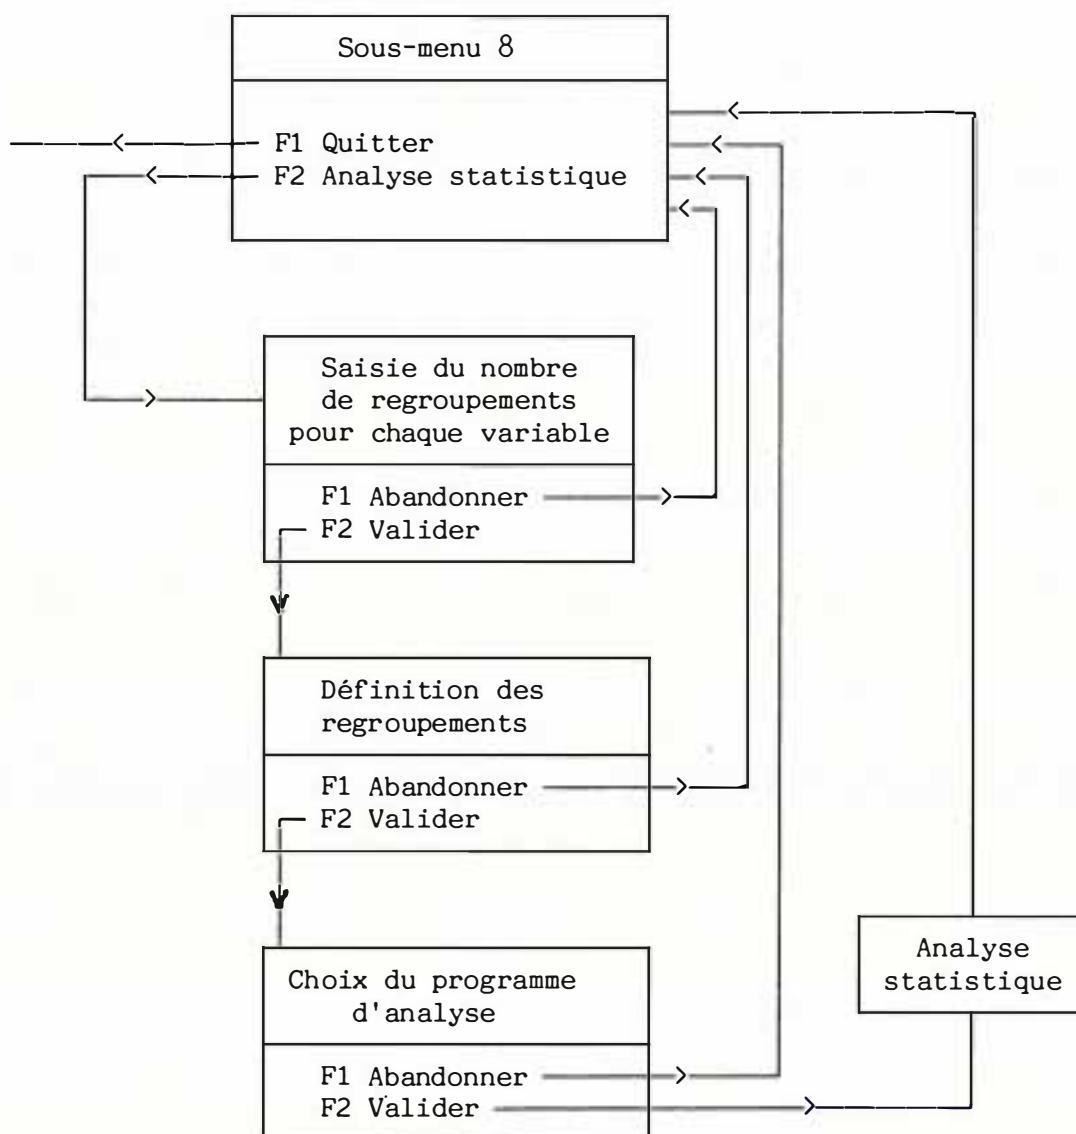 Sous-menu 8
F1 Quitter
F2 Analyse statistique
Saisie du nombre
de regroupements
pour chaque variable
F1 Abandonner
F2 Valider
Définition des
regroupements
F1 Abandonner
F2 Valider
Choix du programme
d'analyse
F1 Abandonner
F2 Valider
Analyse
statistique